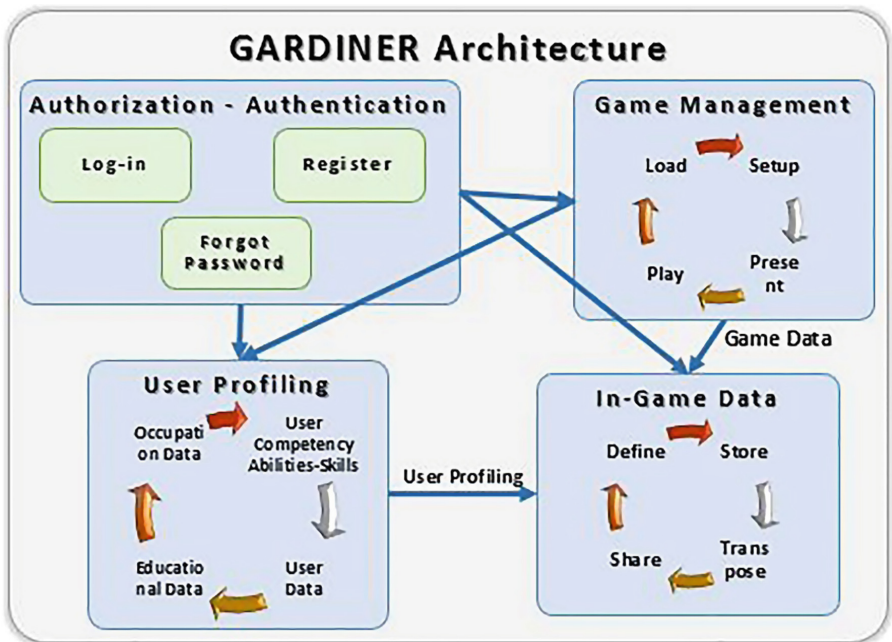 GARDINER Architecture
Authorization - Authentication
Log-in
Register
Forgot
Password
Game Management
Load
Setup
Prese
nt
Play
Game Data
User Profiling
Occupati
on Data
User
Competency
Abilities-Skills
User
Data
Educatio
nal Data
User Profiling
In-Game Data
Define
Store
Trans
pose
Share